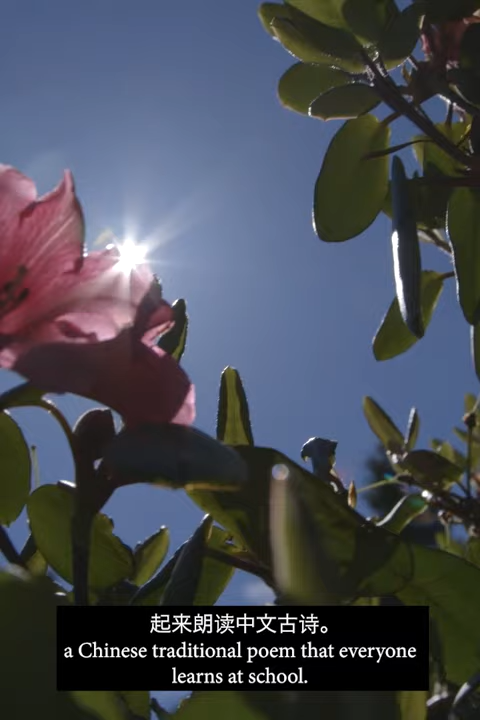 起来朗读中文古诗。
a Chinese traditional poem that everyone
learns at school.